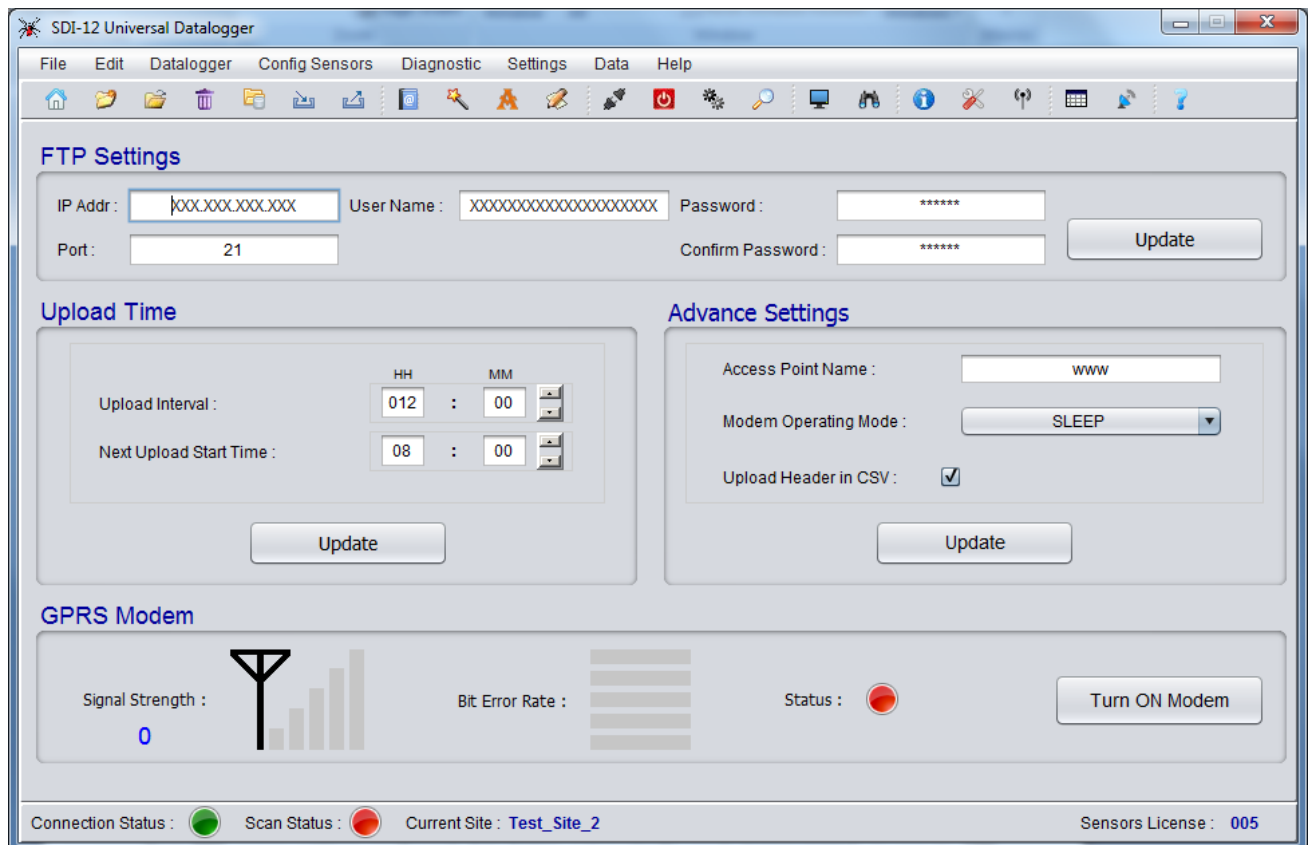 SDI-12 Universal Datalogger
File Edit Datalogger Config Sensors Diagnostic Settings Data Help
FTP Settings
IP Addr : XXX.XXX.XXX.XXX User Name : XXXXXXXXXXXXXXXXXXXX Password : ******
Port : 21 Confirm Password : ******
Update
Upload Time
HH MM
Upload Interval : 012 : 00
Next Upload Start Time : 08 : 00
Update
Advance Settings
Access Point Name : www
Modem Operating Mode : SLEEP
Upload Header in CSV :
Update
GPRS Modem
Signal Strength : Bit Error Rate : Status : Turn ON Modem
0
Connection Status : Scan Status : Current Site : Test_Site_2 Sensors License : 005